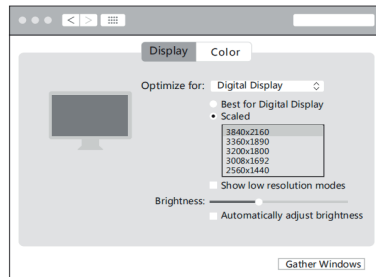 Display Color
Optimize for: Digital Display
Best for Digital Display
Scaled
3840x2160
3360x1890
3200x1800
3008x1692
2560x1440
Show low resolution modes
Brightness:
Automatically adjust brightness
Gather Windows